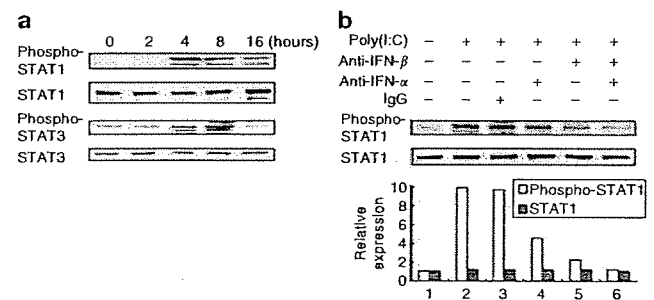 a
0 2 4 8 16 (hours)
Phospho-
STAT1
STAT1
Phospho-
STAT3
STAT3
b
Poly(I:C) − + + + + +
Anti-IFN-β − − − − + +
Anti-IFN-α − − − + − +
IgG − − + − − −
Phospho-
STAT1
STAT1
Relative
expression
10
8
6
4
2
0
Phospho-STAT1
STAT1
1 2 3 4 5 6